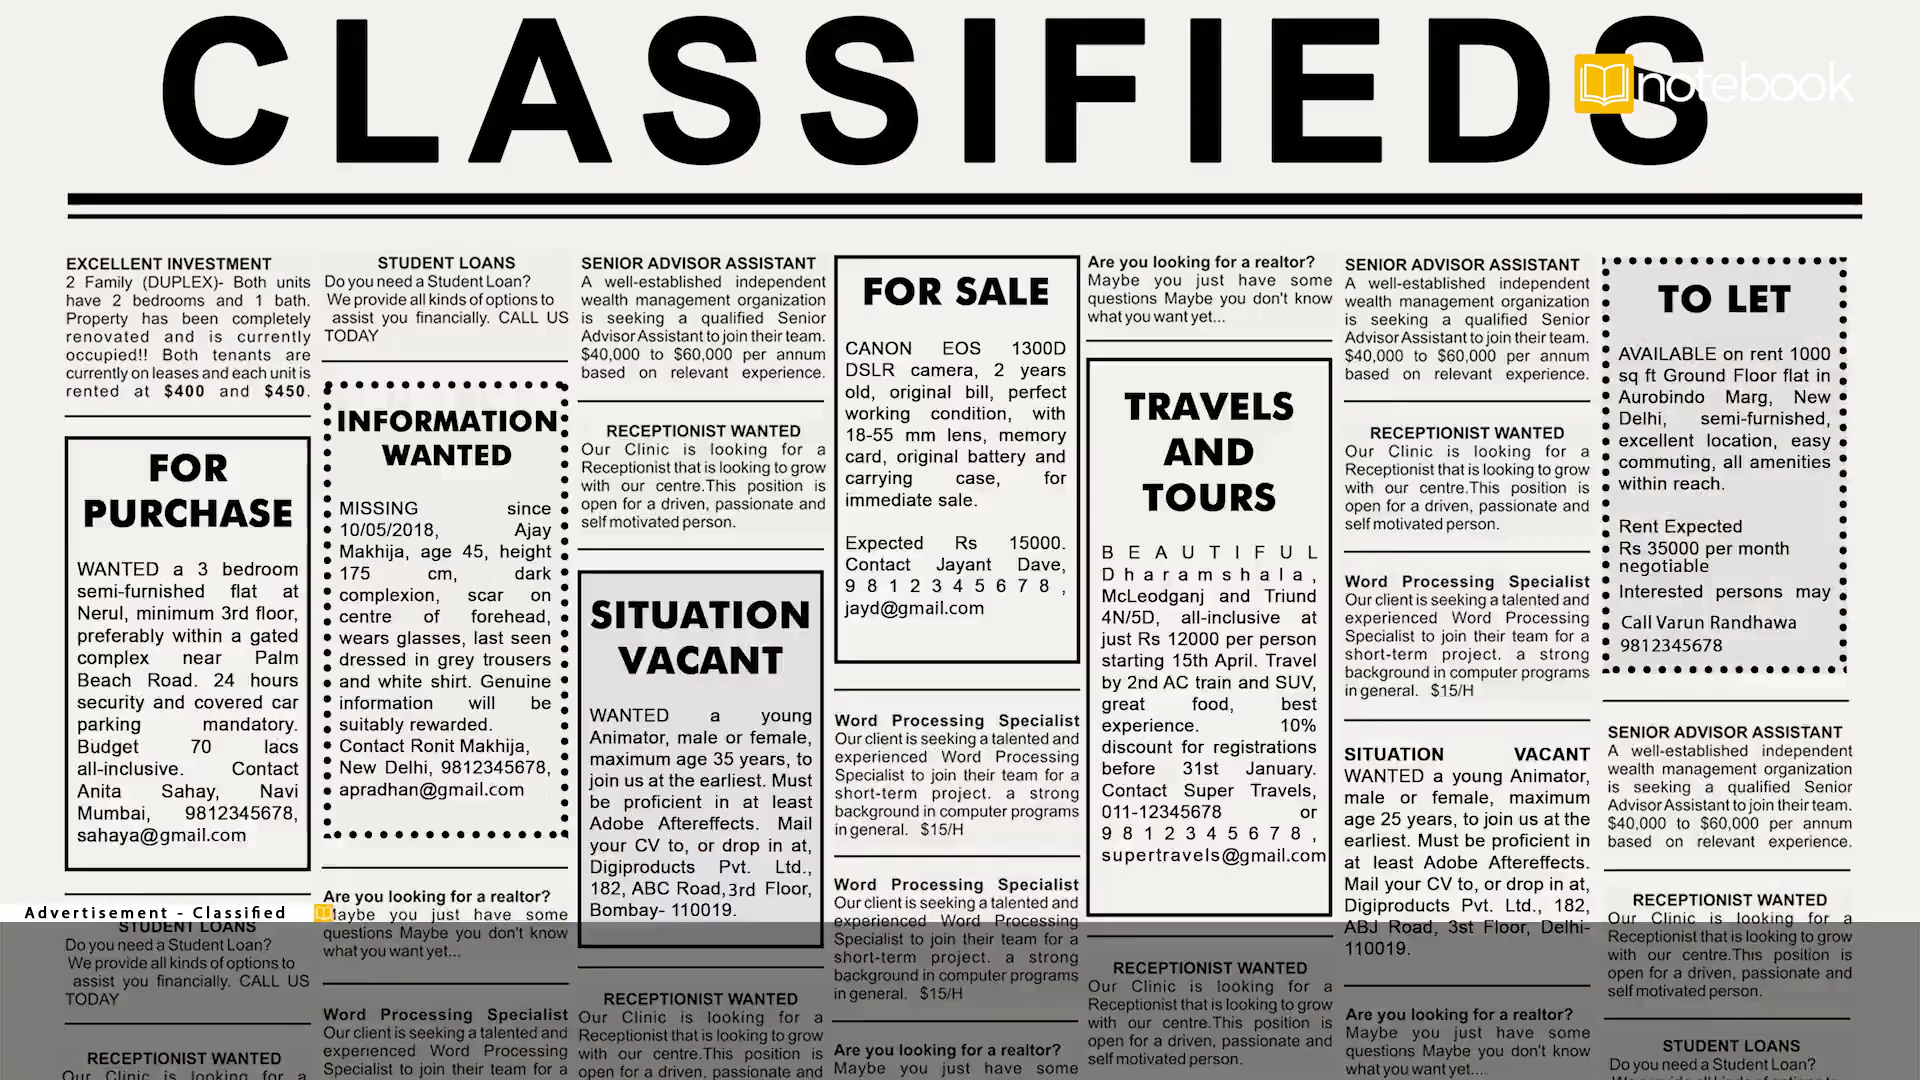 CLASSIFIEDS
notebook
EXCELLENT INVESTMENT
2 Family (DUPLEX)- Both units
have 2 bedrooms and 1 bath.
Property has been completely
renovated and is currently
occupied!! Both tenants are
currently on leases and each unit is
rented at $400 and $450.
FOR
PURCHASE
WANTED a 3 bedroom
semi-furnished flat at
Nerul, minimum 3rd floor,
preferably within a gated
complex near Palm
Beach Road. 24 hours
security and covered car
parking mandatory.
Budget 70 lacs
all-inclusive. Contact
Anita Sahay, Navi
Mumbai, 9812345678,
sahaya@gmail.com
Advertisement - Classified
STUDENT LOANS
Do you need a Student Loan?
We provide all kinds of options to
assist you financially. CALL US
TODAY
RECEPTIONIST WANTED
Our Clinic is looking for a
STUDENT LOANS
Do you need a Student Loan?
We provide all kinds of options to
assist you financially. CALL US
TODAY
INFORMATION
WANTED
MISSING since
10/05/2018, Ajay
Makhija, age 45, height
175 cm, dark
complexion, scar on
centre of forehead,
wears glasses, last seen
dressed in grey trousers
and white shirt. Genuine
information will be
suitably rewarded.
Contact Ronit Makhija,
New Delhi, 9812345678,
apradhan@gmail.com
Are you looking for a realtor?
Maybe you just have some
questions Maybe you don't know
what you want yet...
Word Processing Specialist
Our client is seeking a talented and
experienced Word Processing
Specialist to join their team for a
SENIOR ADVISOR ASSISTANT
A well-established independent
wealth management organization
is seeking a qualified Senior
Advisor Assistant to join their team.
$40,000 to $60,000 per annum
based on relevant experience.
RECEPTIONIST WANTED
Our Clinic is looking for a
Receptionist that is looking to grow
with our centre.This position is
open for a driven, passionate and
self motivated person.
SITUATION
VACANT
WANTED a young
Animator, male or female,
maximum age 35 years, to
join us at the earliest. Must
be proficient in at least
Adobe Aftereffects. Mail
your CV to, or drop in at,
Digiproducts Pvt. Ltd.,
182, ABC Road,3rd Floor,
Bombay- 110019.
RECEPTIONIST WANTED
Our Clinic is looking for a
Receptionist that is looking to grow
with our centre.This position is
open for a driven, passionate and
FOR SALE
CANON EOS 1300D
DSLR camera, 2 years
old, original bill, perfect
working condition, with
18-55 mm lens, memory
card, original battery and
carrying case, for
immediate sale.
Expected Rs 15000.
Contact Jayant Dave,
9 8 1 2 3 4 5 6 7 8 ,
jayd@gmail.com
Word Processing Specialist
Our client is seeking a talented and
experienced Word Processing
Specialist to join their team for a
short-term project. a strong
background in computer programs
in general. $15/H
Word Processing Specialist
Our client is seeking a talented and
experienced Word Processing
Specialist to join their team for a
short-term project. a strong
background in computer programs
in general. $15/H
Are you looking for a realtor?
Maybe you just have some
Are you looking for a realtor?
Maybe you just have some
questions Maybe you don't know
what you want yet...
TRAVELS
AND
TOURS
B E A U T I F U L
D h a r a m s h a l a ,
McLeodganj and Triund
4N/5D, all-inclusive at
just Rs 12000 per person
starting 15th April. Travel
by 2nd AC train and SUV,
great food, best
experience. 10%
discount for registrations
before 31st January.
Contact Super Travels,
011-12345678 or
9 8 1 2 3 4 5 6 7 8 ,
supertravels@gmail.com
RECEPTIONIST WANTED
Our Clinic is looking for a
Receptionist that is looking to grow
with our centre.This position is
open for a driven, passionate and
self motivated person.
SENIOR ADVISOR ASSISTANT
A well-established independent
wealth management organization
is seeking a qualified Senior
Advisor Assistant to join their team.
$40,000 to $60,000 per annum
based on relevant experience.
RECEPTIONIST WANTED
Our Clinic is looking for a
Receptionist that is looking to grow
with our centre.This position is
open for a driven, passionate and
self motivated person.
Word Processing Specialist
Our client is seeking a talented and
experienced Word Processing
Specialist to join their team for a
short-term project. a strong
background in computer programs
in general. $15/H
SITUATION VACANT
WANTED a young Animator,
male or female, maximum
age 25 years, to join us at the
earliest. Must be proficient in
at least Adobe Aftereffects.
Mail your CV to, or drop in at,
Digiproducts Pvt. Ltd., 182,
ABJ Road, 3st Floor, Delhi-
110019.
Are you looking for a realtor?
Maybe you just have some
questions Maybe you don't know
what you want yet....
TO LET
AVAILABLE on rent 1000
sq ft Ground Floor flat in
Aurobindo Marg, New
Delhi, semi-furnished,
excellent location, easy
commuting, all amenities
within reach.
Rent Expected
Rs 35000 per month
negotiable
Interested persons may
Call Varun Randhawa
9812345678
SENIOR ADVISOR ASSISTANT
A well-established independent
wealth management organization
is seeking a qualified Senior
Advisor Assistant to join their team.
$40,000 to $60,000 per annum
based on relevant experience.
RECEPTIONIST WANTED
Our Clinic is looking for a
Receptionist that is looking to grow
with our centre.This position is
open for a driven, passionate and
self motivated person.
STUDENT LOANS
Do you need a Student Loan?